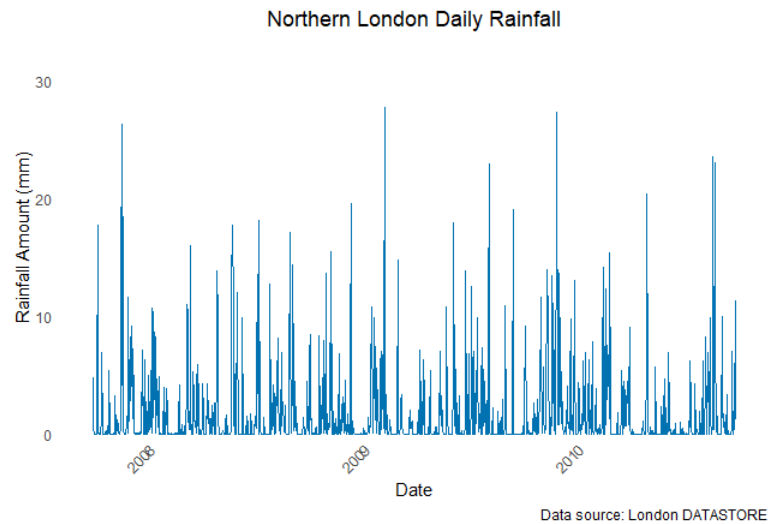 Northern London Daily Rainfall
30
20
10
0
Rainfall Amount (mm)
2008
2009
2010
Date
Data source: London DATASTORE